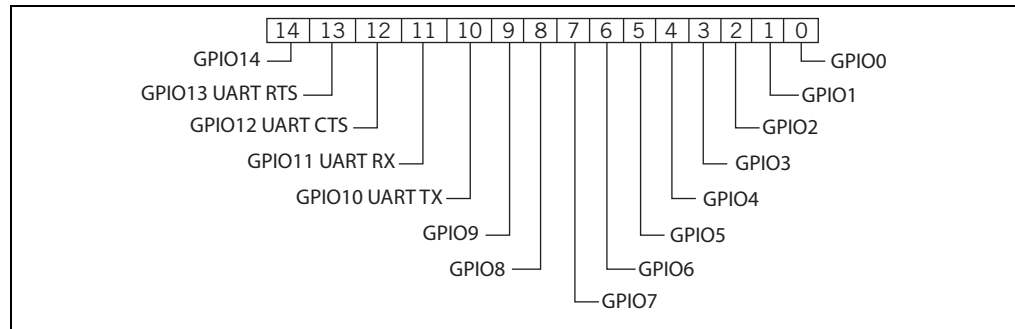 14 13 12 11 10 9 8 7 6 5 4 3 2 1 0
GPIO14 GPIO0
GPIO13 UART RTS GPIO1
GPIO12 UART CTS GPIO2
GPIO11 UART RX GPIO3
GPIO10 UART TX GPIO4
GPIO9 GPIO5
GPIO8 GPIO6
GPIO7